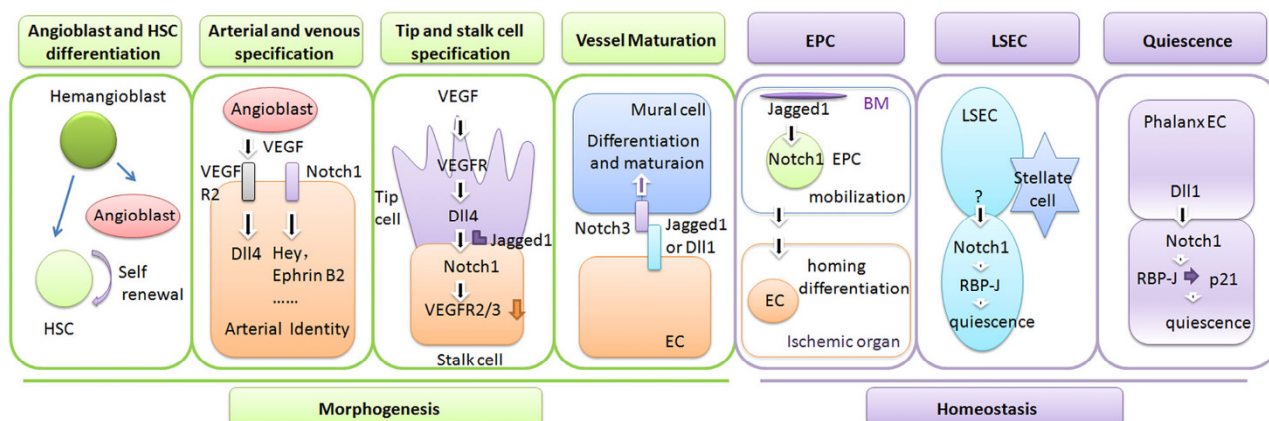 Angioblast and HSC
differentiation
Hemangioblast
Angioblast
Self
renewal
HSC
Arterial and venous
specification
Angioblast
VEGF
VEGF
R2
Notch1
Dll4
Hey,
Ephrin B2
......
Arterial Identity
Tip and stalk cell
specification
VEGF
VEGFR
Tip
cell
Dll4
Jagged1
Notch1
VEGFR2/3
Stalk cell
Vessel Maturation
Mural cell
Differentiation
and maturaion
Notch3
Jagged1
or Dll1
EC
EPC
Jagged1
BM
Notch1
EPC
mobilization
homing
differentiation
EC
Ischemic organ
LSEC
LSEC
Stellate
cell
?
Notch1
RBP-J
quiescence
Quiescence
Phalanx EC
Dll1
Notch1
RBP-J
p21
quiescence
Morphogenesis
Homeostasis